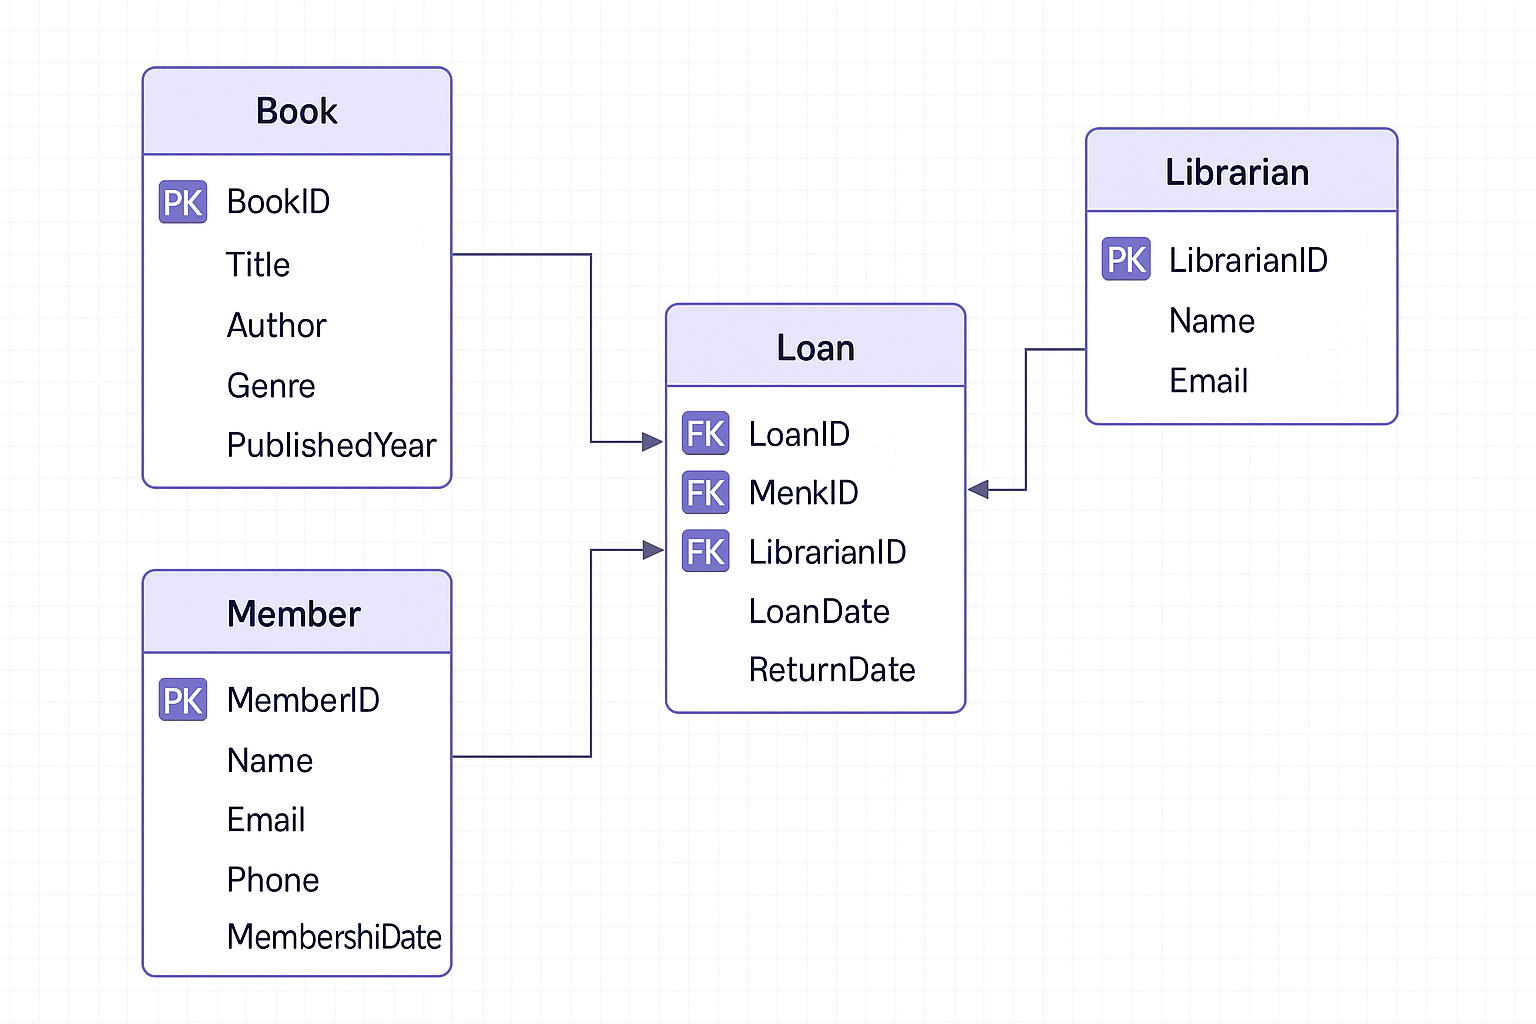 Book
PK BookID
Title
Author
Genre
PublishedYear
Member
PK MemberID
Name
Email
Phone
MembershiDate
Loan
FK LoanID
FK MenkID
FK LibrarianID
LoanDate
ReturnDate
Librarian
PK LibrarianID
Name
Email